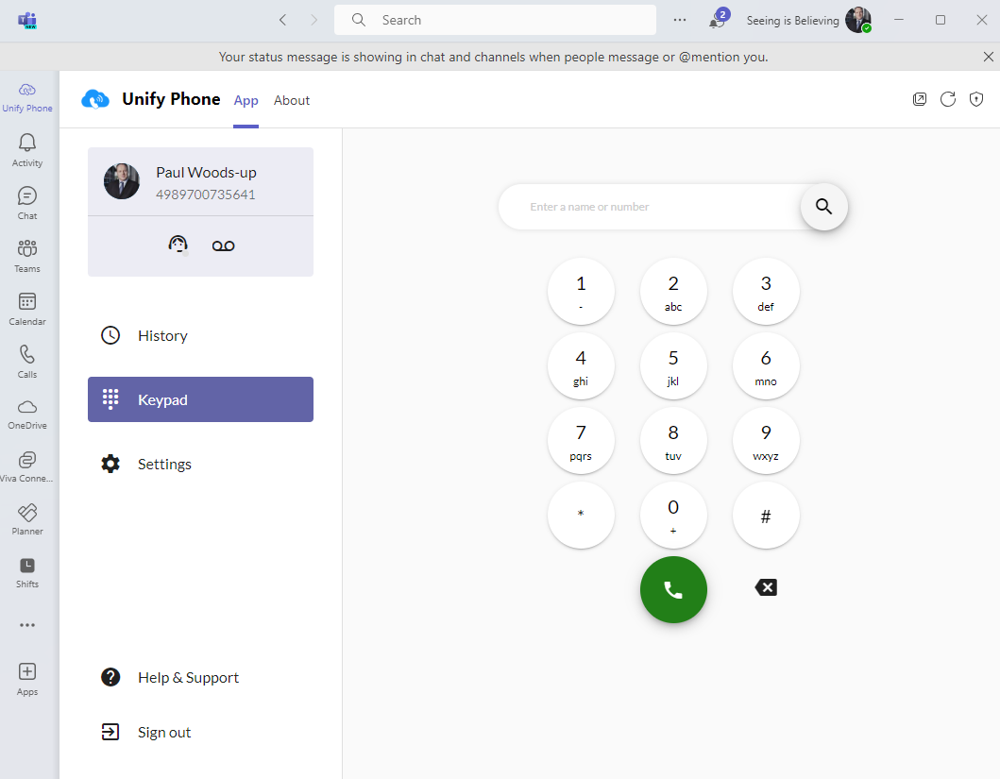 NEW
Search
2
Seeing is Believing
Your status message is showing in chat and channels when people message or @mention you.
Unify Phone
Activity
Chat
Teams
Calendar
Calls
OneDrive
Viva Conne...
Planner
Shifts
Apps
Unify Phone App About
Paul Woods-up
4989700735641
History
Keypad
Settings
Help & Support
Sign out
Enter a name or number
1 2 3
- abc def
4 5 6
ghi jkl mno
7 8 9
pqrs tuv wxyz
* 0 #
+